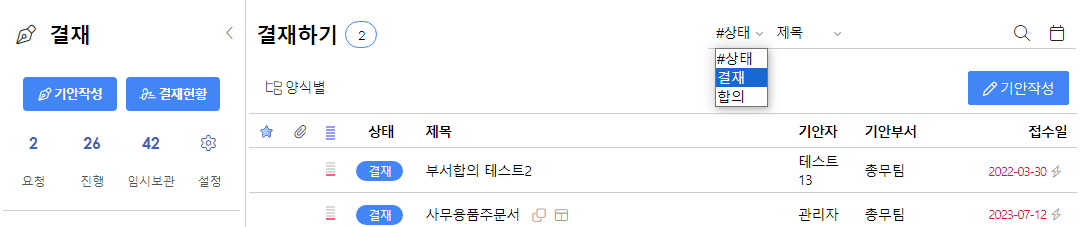 결재
기안작성 결재현황
2 26 42
요청 진행 임시보관 설정
결재하기 2
#상태 제목
#상태
결재
합의
양식별
기안작성
상태 제목 기안자 기안부서 접수일
결재 부서합의 테스트2 테스트13 총무팀 2022-03-30
결재 사무용품주문서 관리자 총무팀 2023-07-12